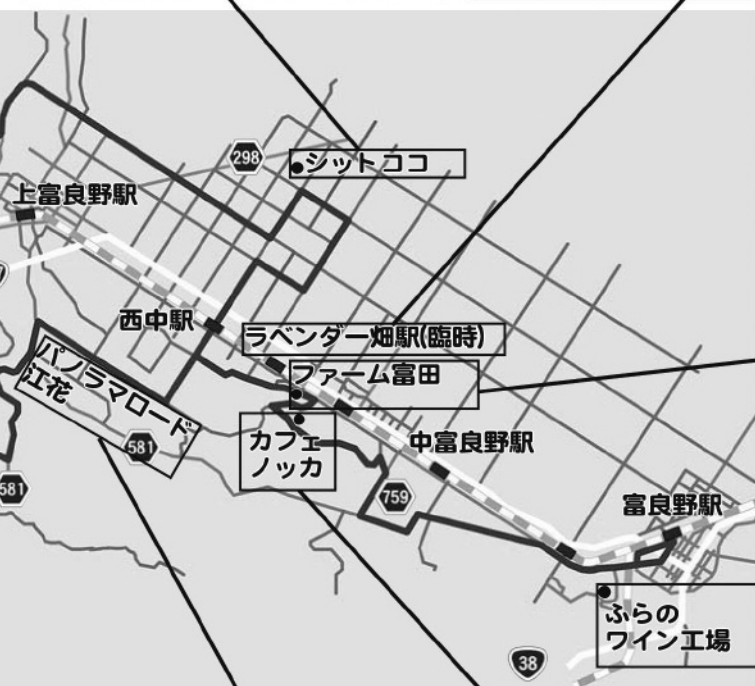 298
シットココ
上富良野駅
西中駅
ラベンダー畑駅(臨時)
ファーム富田
パノラマロード
江花
581
カフェ
ノッカ
中富良野駅
581
759
富良野駅
ふらの
ワイン工場
38